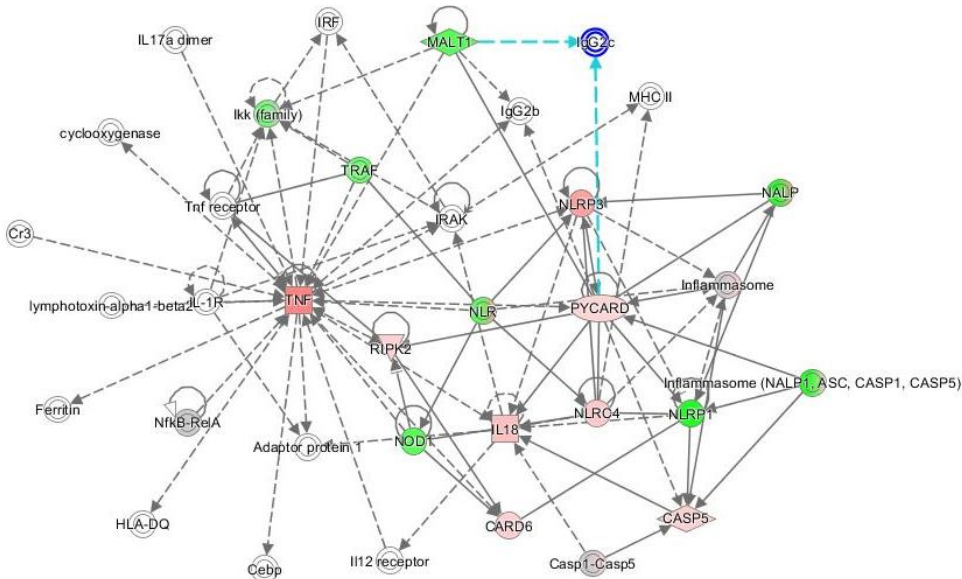 IRF
IL17a dimer
MALT1
IgG2c
MHC II
Ikk (family)
IgG2b
cyclooxygenase
TRAF
NALP
Tnf receptor
NLRP3
IRAK
Cr3
Inflammasome
lymphotoxin-alpha1-beta2
IL-1R
TNF
NLR
PYCARD
RIPK2
Inflammasome (NALP1, ASC, CASP1, CASP5)
Ferritin
NfkB-RelA
NLRC4
NLRP1
IL18
Adaptor protein 1
NOD1
HLA-DQ
CARD6
CASP5
Cebp
Il12 receptor
Casp1-Casp5